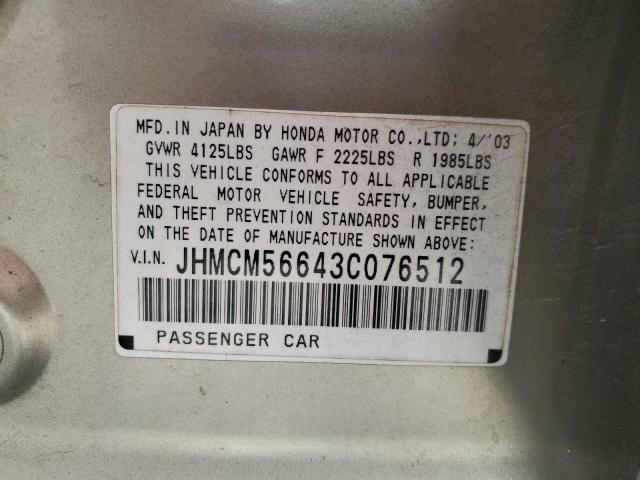 MFD.IN JAPAN BY HONDA MOTOR CO.,LTD; 4/'03
GVWR 4125LBS GAWR F 2225LBS R 1985LBS
THIS VEHICLE CONFORMS TO ALL APPLICABLE
FEDERAL MOTOR VEHICLE SAFETY, BUMPER,
AND THEFT PREVENTION STANDARDS IN EFFECT
ON THE DATE OF MANUFACTURE SHOWN ABOVE:
V.I.N. JHMCM56643C076512
PASSENGER CAR